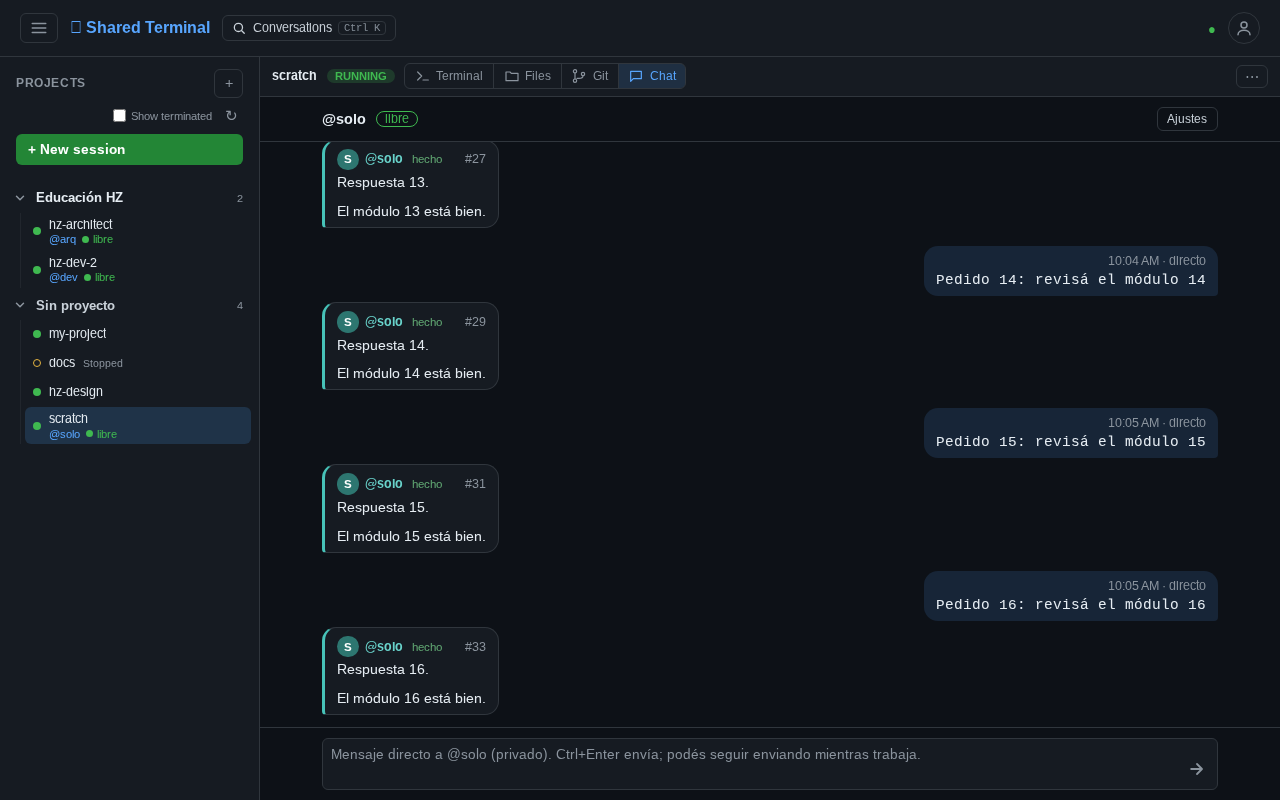 Shared Terminal
Conversations Ctrl K
PROJECTS
+
Show terminated ↻
+ New session
Educación HZ 2
hz-architect
@arq libre
hz-dev-2
@dev libre
Sin proyecto 4
my-project
docs Stopped
hz-design
scratch
@solo libre
scratch RUNNING Terminal Files Git Chat ···
@solo libre Ajustes
S @solo hecho #27
Respuesta 13.
El módulo 13 está bien.
10:04 AM · directo
Pedido 14: revisá el módulo 14
S @solo hecho #29
Respuesta 14.
El módulo 14 está bien.
10:05 AM · directo
Pedido 15: revisá el módulo 15
S @solo hecho #31
Respuesta 15.
El módulo 15 está bien.
10:05 AM · directo
Pedido 16: revisá el módulo 16
S @solo hecho #33
Respuesta 16.
El módulo 16 está bien.
Mensaje directo a @solo (privado). Ctrl+Enter envía; podés seguir enviando mientras trabaja.